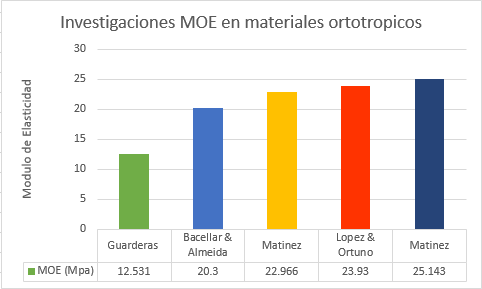 Investigaciones MOE en materiales ortotropicos
30
25
20
15
10
5
0
Modulo de Elasticidad
Guarderas
Bacellar &
Almeida
Matinez
Lopez &
Ortuno
Matinez
MOE (Mpa) 12.531 20.3 22.966 23.93 25.143